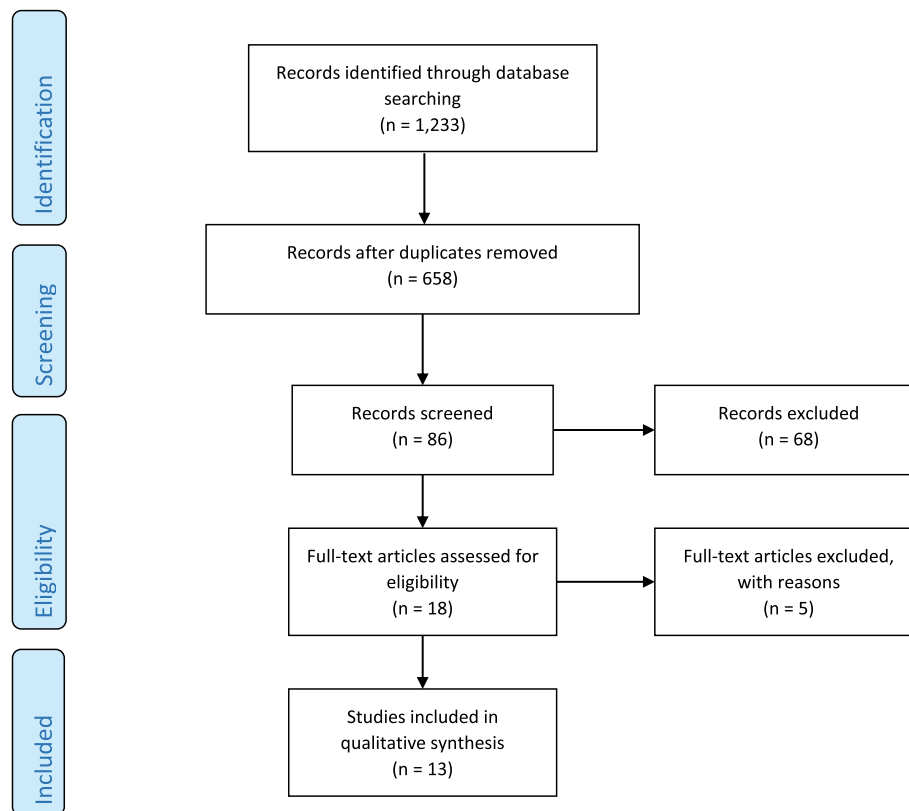 Identification
Records identified through database
searching
(n = 1,233)
Records after duplicates removed
(n = 658)
Screening
Records screened
(n = 86)
Records excluded
(n = 68)
Eligibility
Full-text articles assessed for
eligibility
(n = 18)
Full-text articles excluded,
with reasons
(n = 5)
Included
Studies included in
qualitative synthesis
(n = 13)